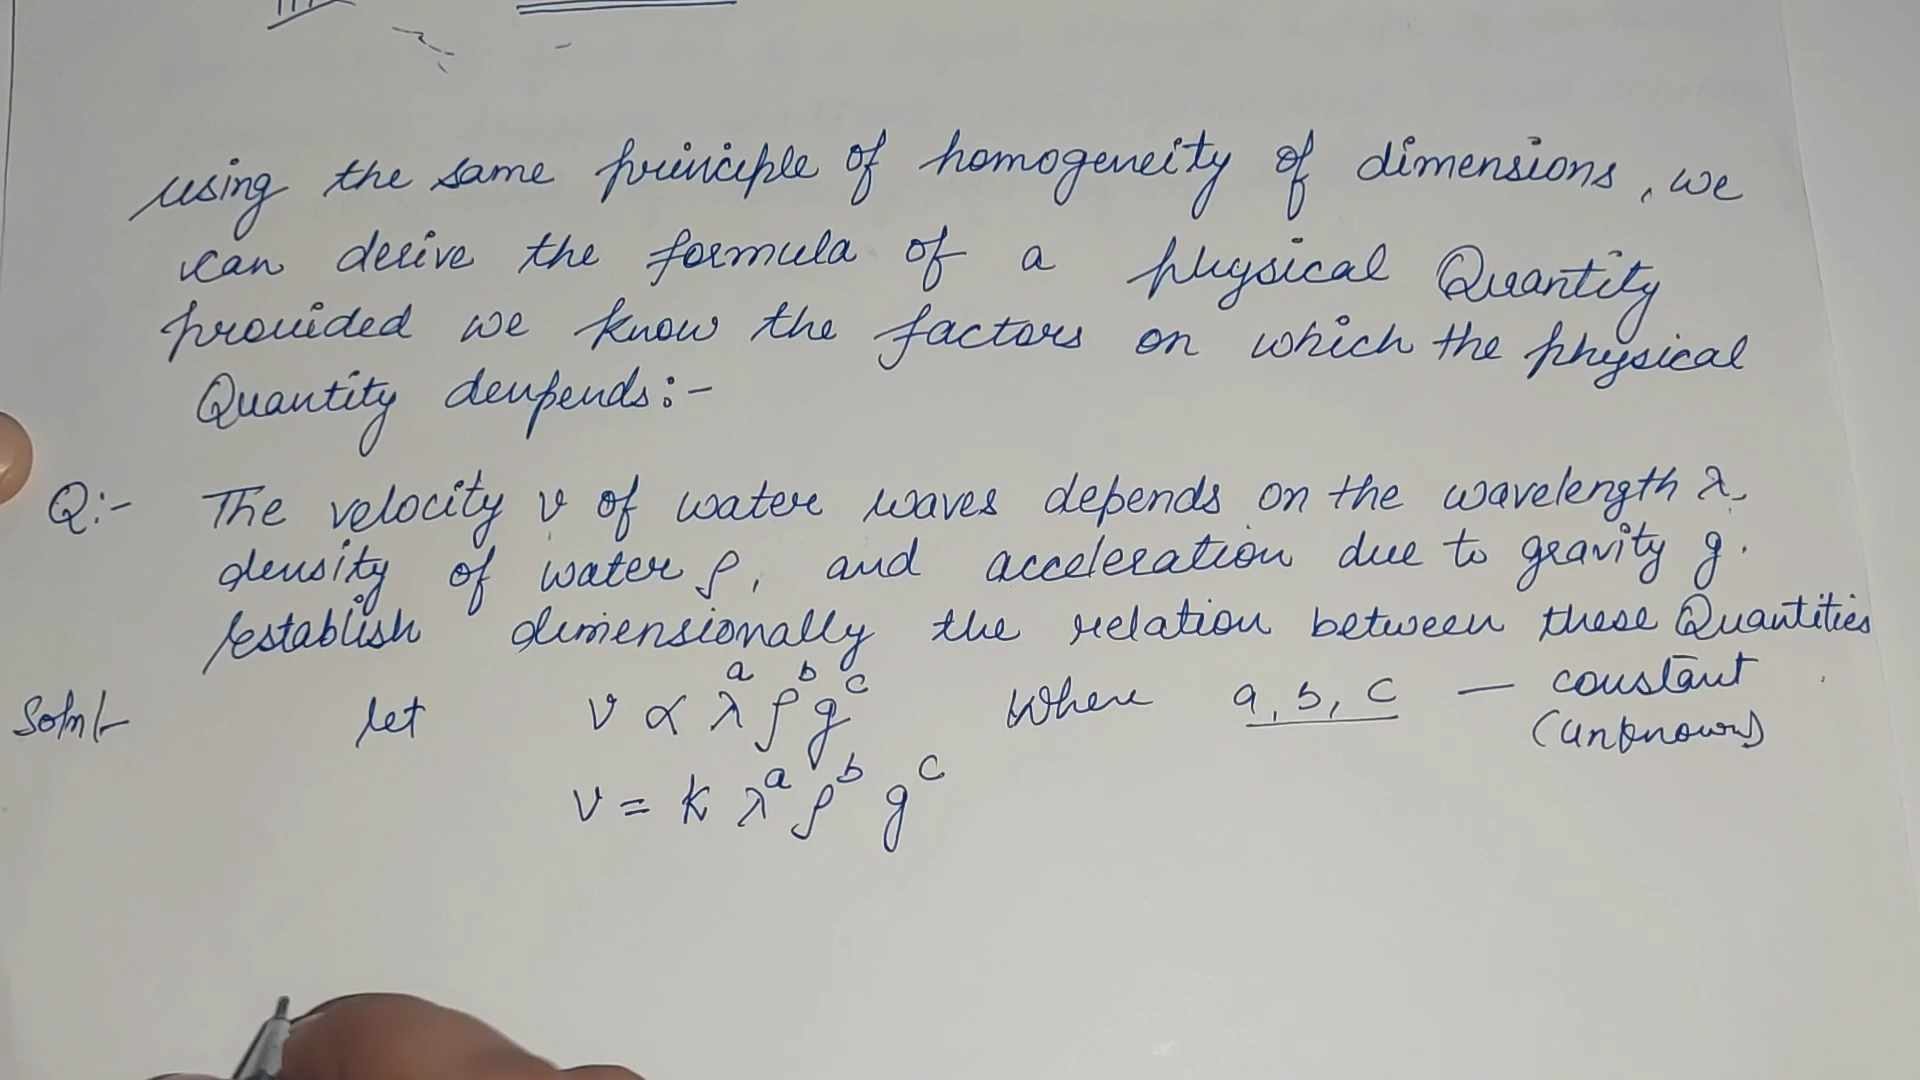 using the same principle of homogeneity of dimensions, we
can derive the formula of a physical Quantity
provided we know the factors on which the physical
Quantity deupends:-
Q:- The velocity v of water waves depends on the wavelength λ,
density of water ρ, and acceleration due to gravity g.
Establish dimensionally the relation between these Quantities
Soln:- let v ∝ λ^a ρ^b g^c where a, b, c — constant
(unknown)
v = k λ^a ρ^b g^c